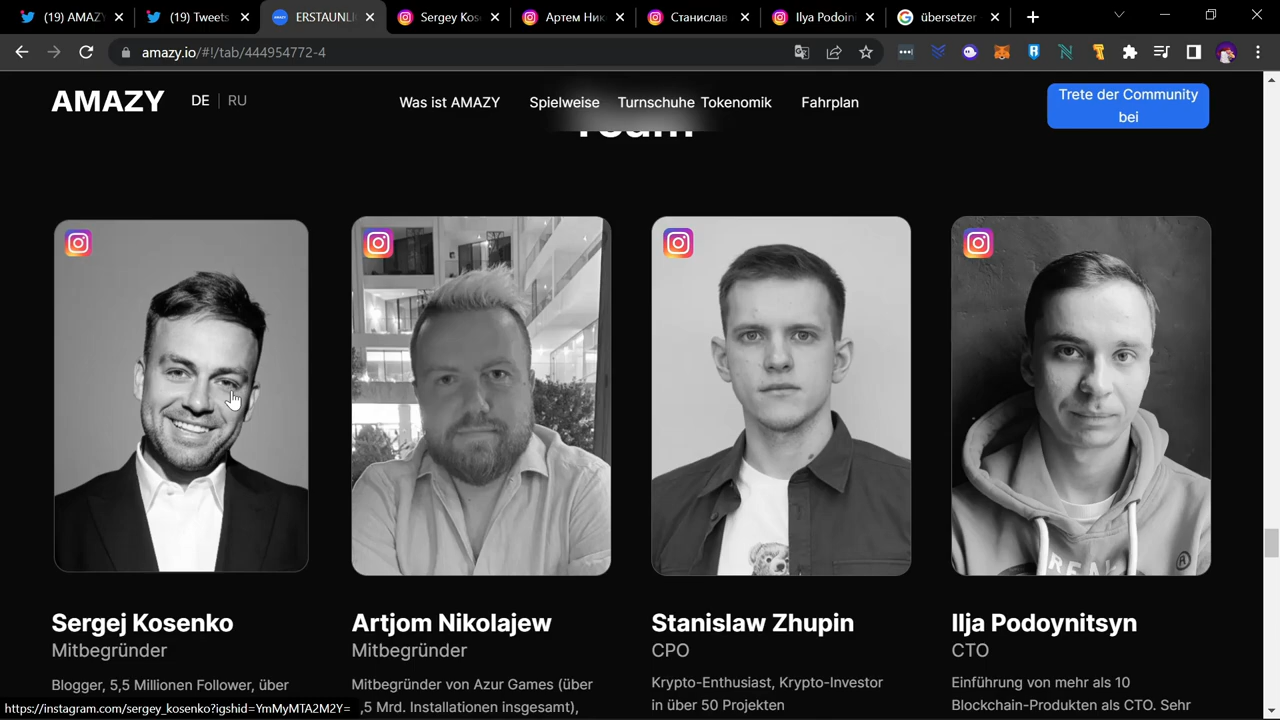 (19) AMAZ
(19) Tweets
ERSTAUNLI
Sergey Kos
Артем Ник
Станислав
Ilya Podoin
übersetzer
amazy.io/#!/tab/444954772-4
AMAZY
DE | RU
Was ist AMAZY
Spielweise
Turnschuhe
Tokenomik
Fahrplan
Trete der Community
bei
Team
Sergej Kosenko
Mitbegründer
Blogger, 5,5 Millionen Follower, über
Artjom Nikolajew
Mitbegründer
Mitbegründer von Azur Games (über
,5 Mrd. Installationen insgesamt),
Stanislaw Zhupin
CPO
Krypto-Enthusiast, Krypto-Investor
in über 50 Projekten
Ilja Podoynitsyn
CTO
Einführung von mehr als 10
Blockchain-Produkten als CTO. Sehr
https://instagram.com/sergey_kosenko?igshid=YmMyMTA2M2Y=